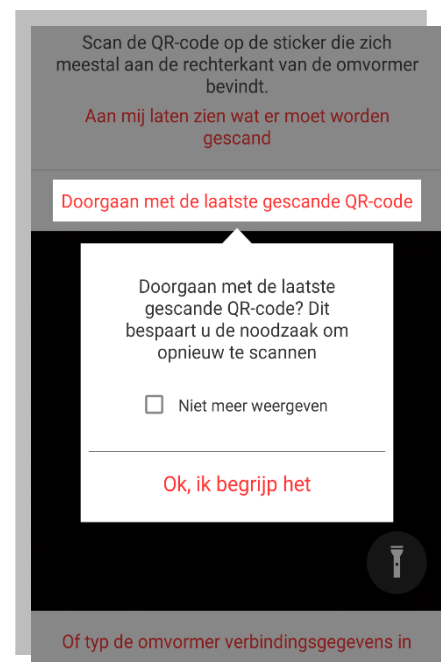 Scan de QR-code op de sticker die zich
meestal aan de rechterkant van de omvormer
bevindt.
Aan mij laten zien wat er moet worden
gescand
Doorgaan met de laatste gescande QR-code
Doorgaan met de laatste
gescande QR-code? Dit
bespaart u de noodzaak om
opnieuw te scannen
Niet meer weergeven
Ok, ik begrijp het
Of typ de omvormer verbindingsgegevens in